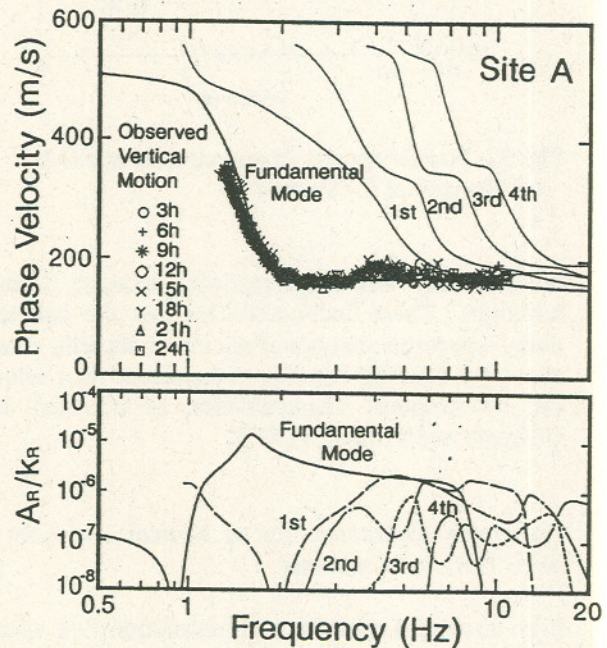 600
400
200
0
Phase Velocity (m/s)
Site A
Observed
Vertical
Motion
○ 3h
+ 6h
* 9h
◇ 12h
× 15h
18h
△ 21h
□ 24h
Fundamental
Mode
1st
2nd
3rd
4th
10⁻⁴
10⁻⁵
10⁻⁶
10⁻⁷
10⁻⁸
AR/kR
Fundamental
Mode
1st
2nd
3rd
4th
0.5
1
10
20
Frequency (Hz)